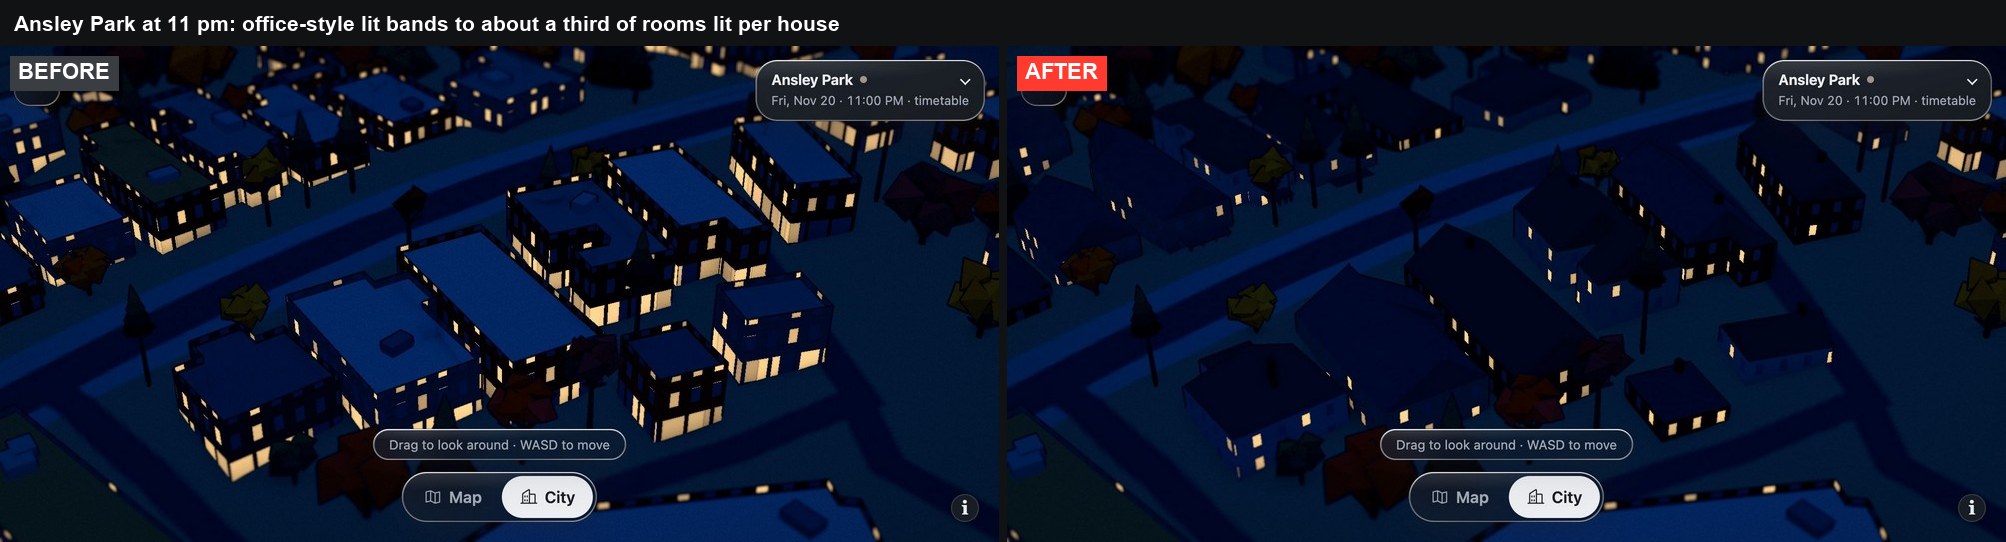 Ansley Park at 11 pm: office-style lit bands to about a third of rooms lit per house
BEFORE
Ansley Park
Fri, Nov 20 · 11:00 PM · timetable
Drag to look around · WASD to move
Map
City
i
AFTER
Ansley Park
Fri, Nov 20 · 11:00 PM · timetable
Drag to look around · WASD to move
Map
City
i